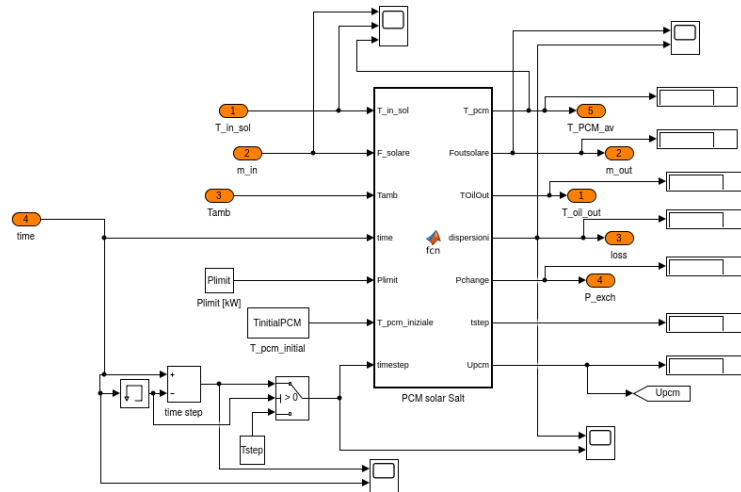 1
T_in_sol
2
m_in
3
Tamb
4
time
Plimit
Plimit [kW]
TinitialPCM
T_pcm_initial
+
−
time step
> 0
Tstep
T_in_sol
F_solare
Tamb
time
Plimit
T_pcm_iniziale
timestep
fcn
T_pcm
Foutsolare
TOilOut
dispersioni
Pchange
tstep
Upcm
PCM solar Salt
5
T_PCM_av
2
m_out
1
T_oil_out
3
loss
4
P_exch
Upcm